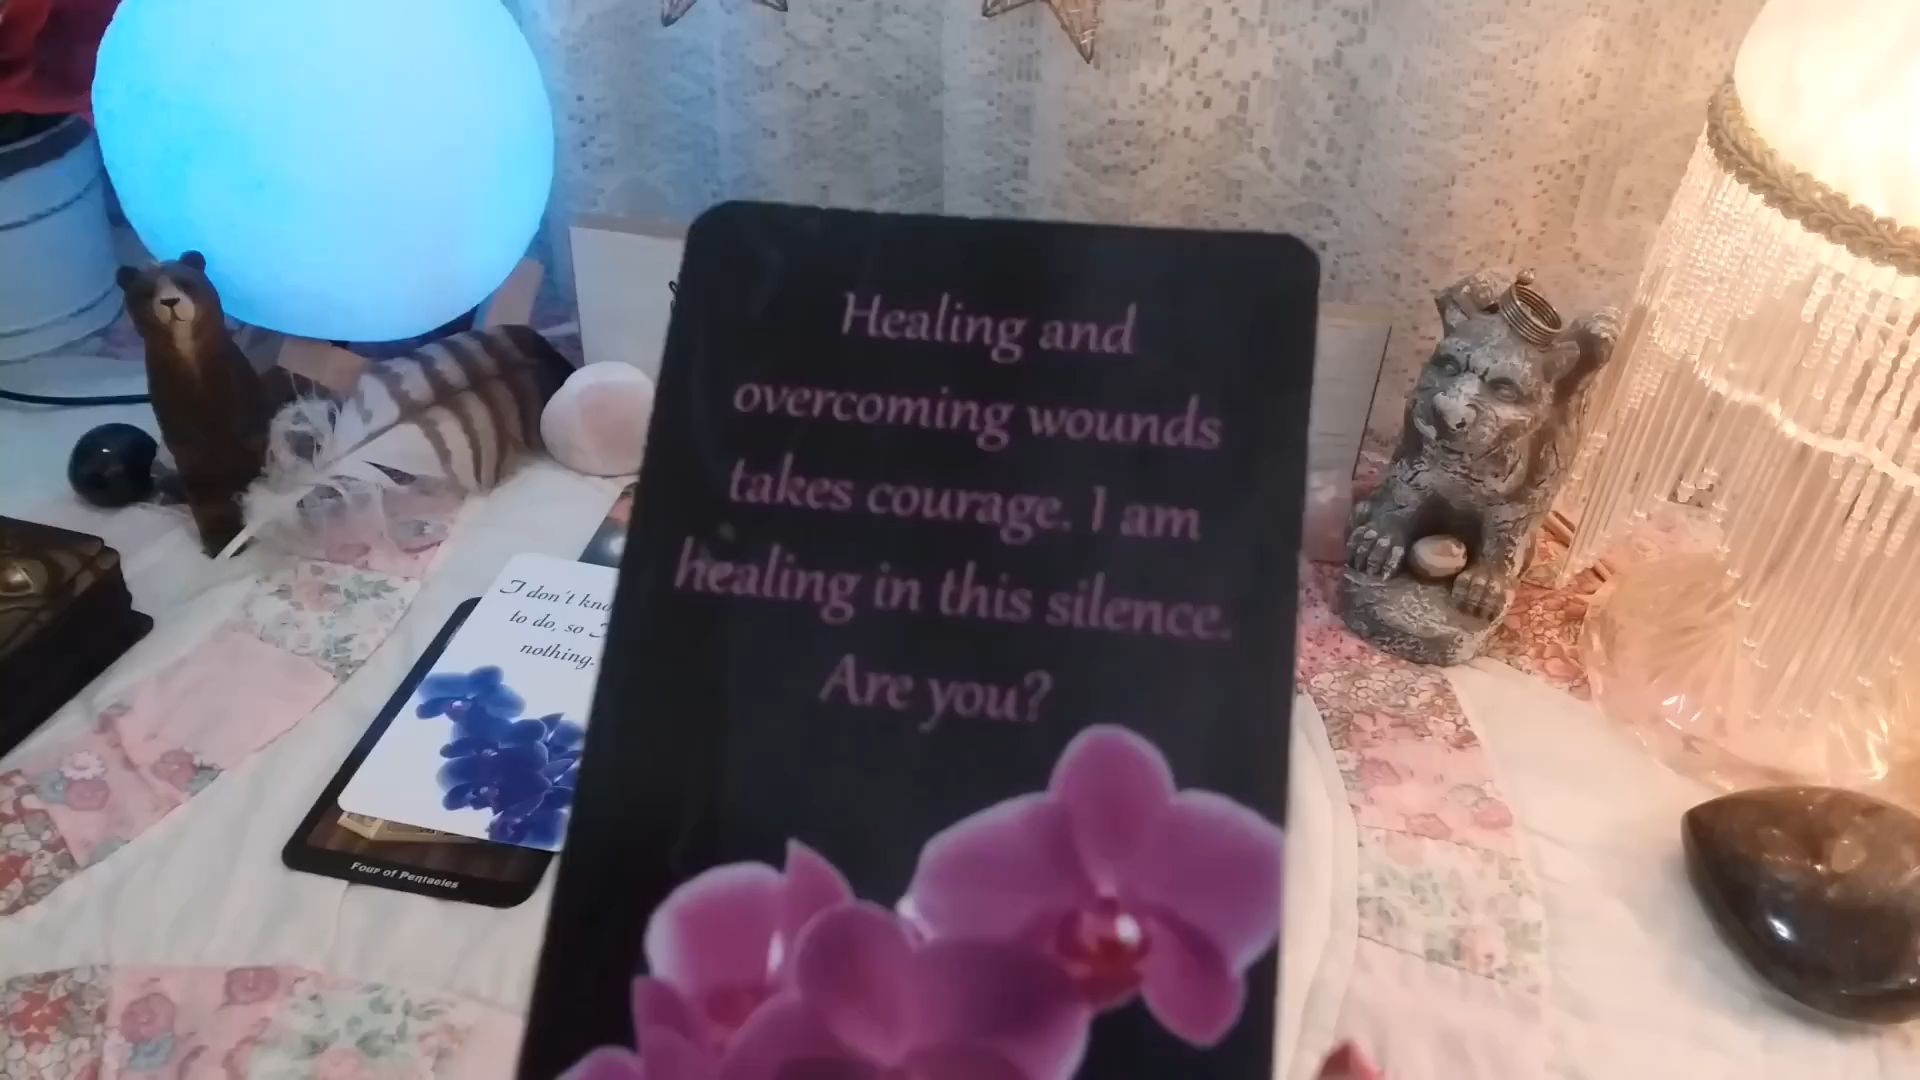 Healing and
overcoming wounds
takes courage. I am
healing in this silence.
Are you?
I don't kno
to do, so I
nothing.
Four of Pentacles